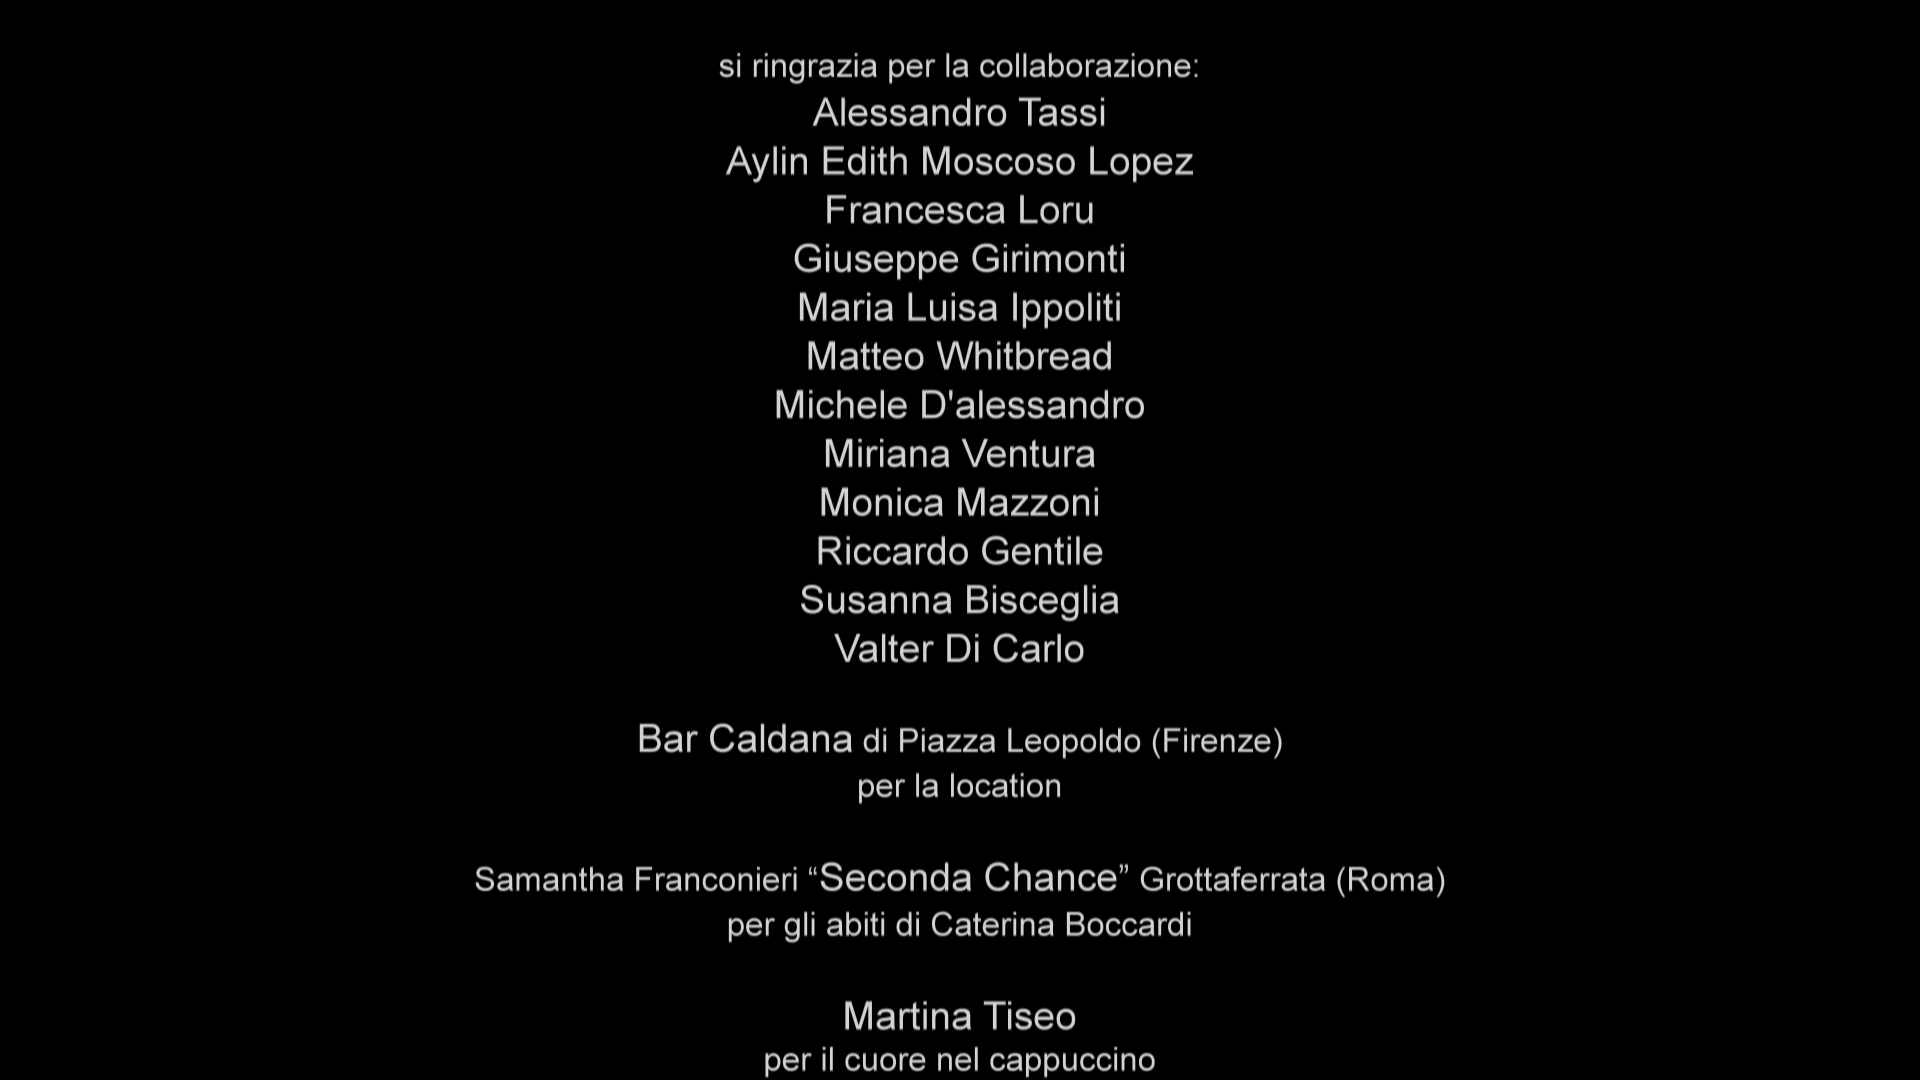 si ringrazia per la collaborazione:
Alessandro Tassi
Aylin Edith Moscoso Lopez
Francesca Loru
Giuseppe Girimonti
Maria Luisa Ippoliti
Matteo Whitbread
Michele D'alessandro
Miriana Ventura
Monica Mazzoni
Riccardo Gentile
Susanna Bisceglia
Valter Di Carlo
Bar Caldana di Piazza Leopoldo (Firenze)
per la location
Samantha Franconieri “Seconda Chance” Grottaferrata (Roma)
per gli abiti di Caterina Boccardi
Martina Tiseo
per il cuore nel cappuccino